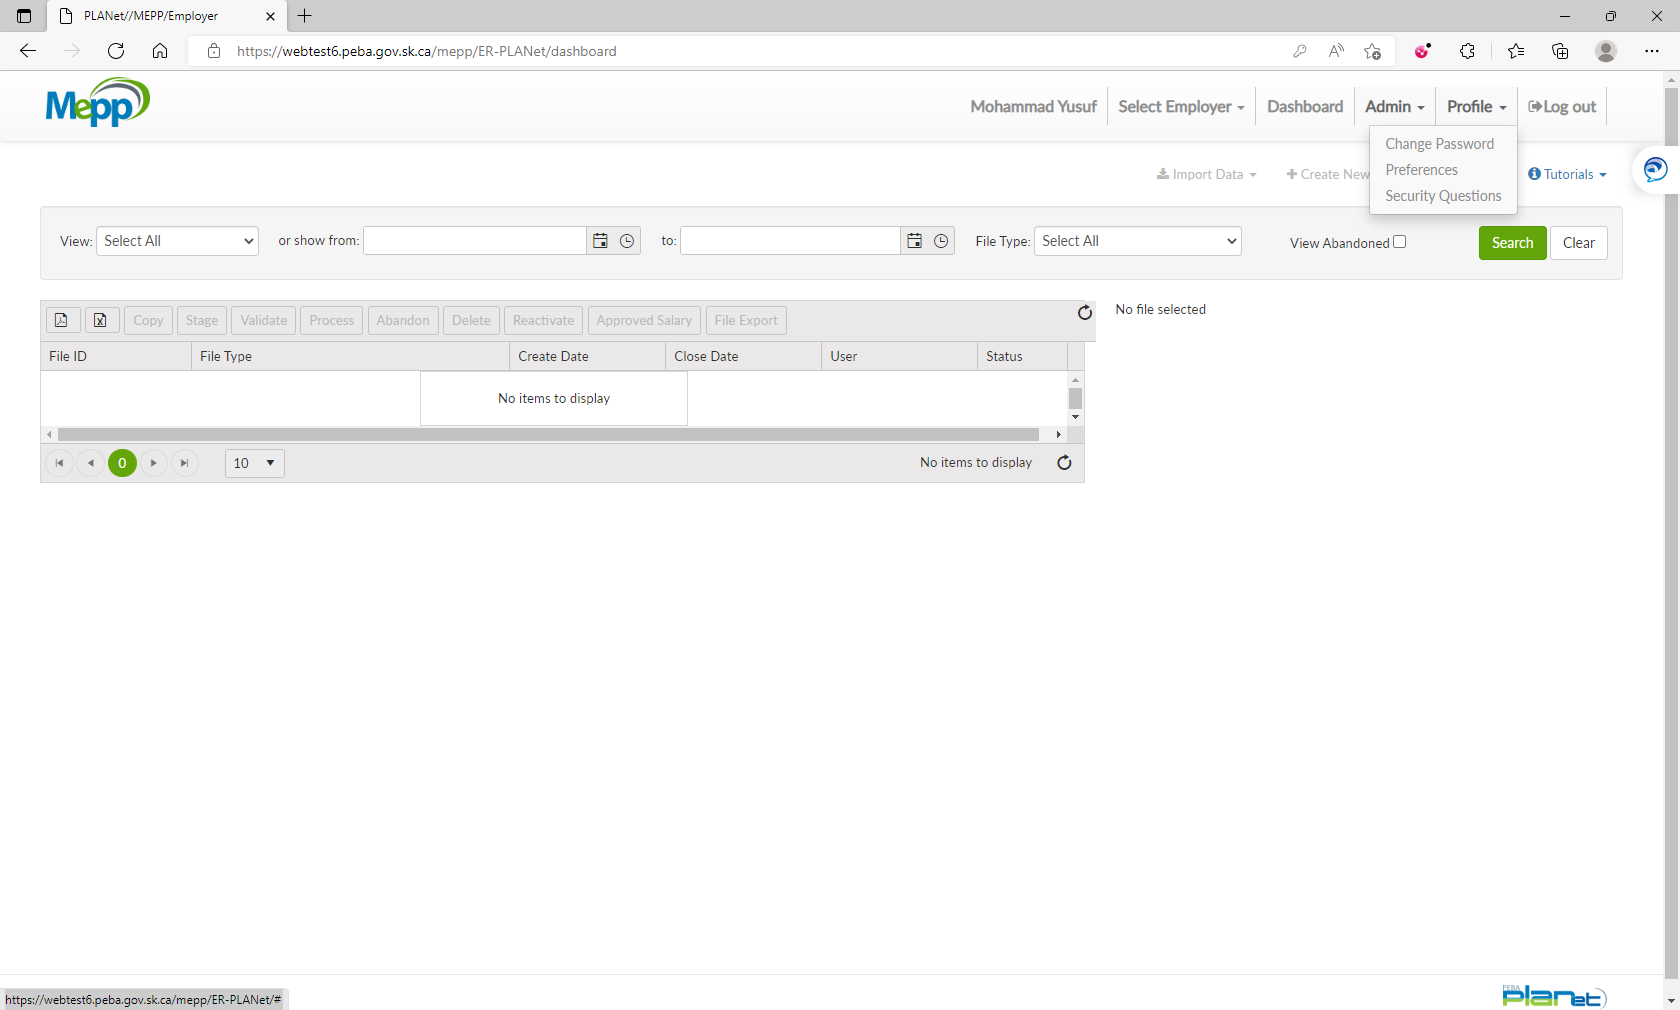 PLANet//MEPP/Employer
https://webtest6.peba.gov.sk.ca/mepp/ER-PLANet/dashboard
Mepp
Mohammad Yusuf Select Employer Dashboard Admin Profile Log out
Change Password
Preferences
Security Questions
Import Data Create New Tutorials
View: Select All or show from: to: File Type: Select All View Abandoned Search Clear
Copy Stage Validate Process Abandon Delete Reactivate Approved Salary File Export
No file selected
File ID File Type Create Date Close Date User Status
No items to display
0 10 No items to display
https://webtest6.peba.gov.sk.ca/mepp/ER-PLANet/#
PEBA
planet